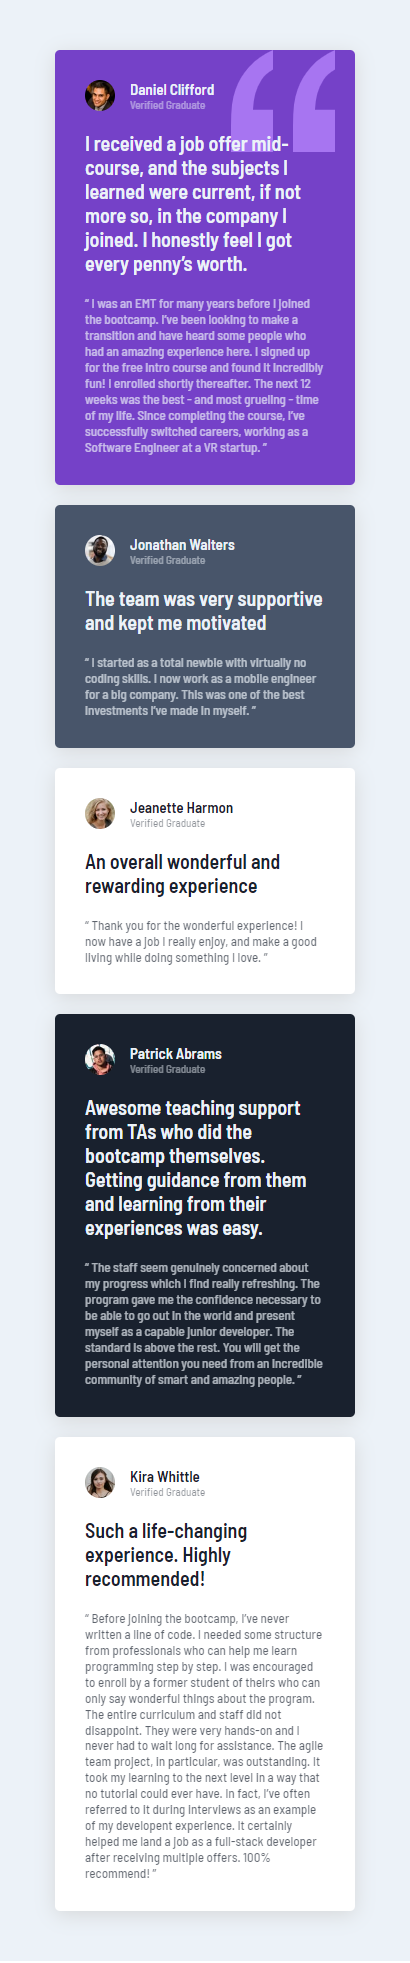 Daniel Clifford
Verified Graduate
I received a job offer mid-
course, and the subjects I
learned were current, if not
more so, in the company I
joined. I honestly feel I got
every penny’s worth.
“ I was an EMT for many years before I joined
the bootcamp. I’ve been looking to make a
transition and have heard some people who
had an amazing experience here. I signed up
for the free intro course and found it incredibly
fun! I enrolled shortly thereafter. The next 12
weeks was the best - and most grueling - time
of my life. Since completing the course, I’ve
successfully switched careers, working as a
Software Engineer at a VR startup. ”
Jonathan Walters
Verified Graduate
The team was very supportive
and kept me motivated
“ I started as a total newbie with virtually no
coding skills. I now work as a mobile engineer
for a big company. This was one of the best
investments I’ve made in myself. ”
Jeanette Harmon
Verified Graduate
An overall wonderful and
rewarding experience
“ Thank you for the wonderful experience! I
now have a job I really enjoy, and make a good
living while doing something I love. ”
Patrick Abrams
Verified Graduate
Awesome teaching support
from TAs who did the
bootcamp themselves.
Getting guidance from them
and learning from their
experiences was easy.
“ The staff seem genuinely concerned about
my progress which I find really refreshing. The
program gave me the confidence necessary to
be able to go out in the world and present
myself as a capable junior developer. The
standard is above the rest. You will get the
personal attention you need from an incredible
community of smart and amazing people. ”
Kira Whittle
Verified Graduate
Such a life-changing
experience. Highly
recommended!
“ Before joining the bootcamp, I’ve never
written a line of code. I needed some structure
from professionals who can help me learn
programming step by step. I was encouraged
to enroll by a former student of theirs who can
only say wonderful things about the program.
The entire curriculum and staff did not
disappoint. They were very hands-on and I
never had to wait long for assistance. The agile
team project, in particular, was outstanding. It
took my learning to the next level in a way that
no tutorial could ever have. In fact, I’ve often
referred to it during interviews as an example
of my developent experience. It certainly
helped me land a job as a full-stack developer
after receiving multiple offers. 100%
recommend! ”